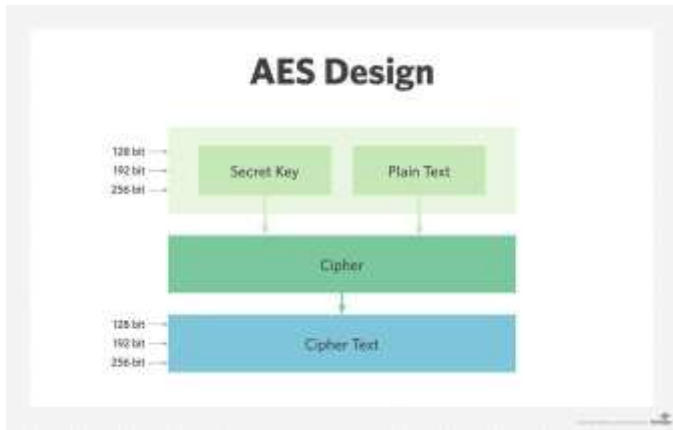 AES Design
128 bit
192 bit
256 bit
Secret Key
Plain Text
Cipher
128 bit
192 bit
256 bit
Cipher Text